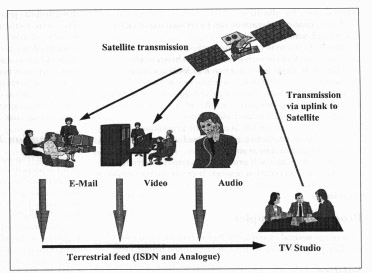 Satellite transmission
Transmission
via uplink to
Satellite
E-Mail
Video
Audio
TV Studio
Terrestrial feed (ISDN and Analogue)